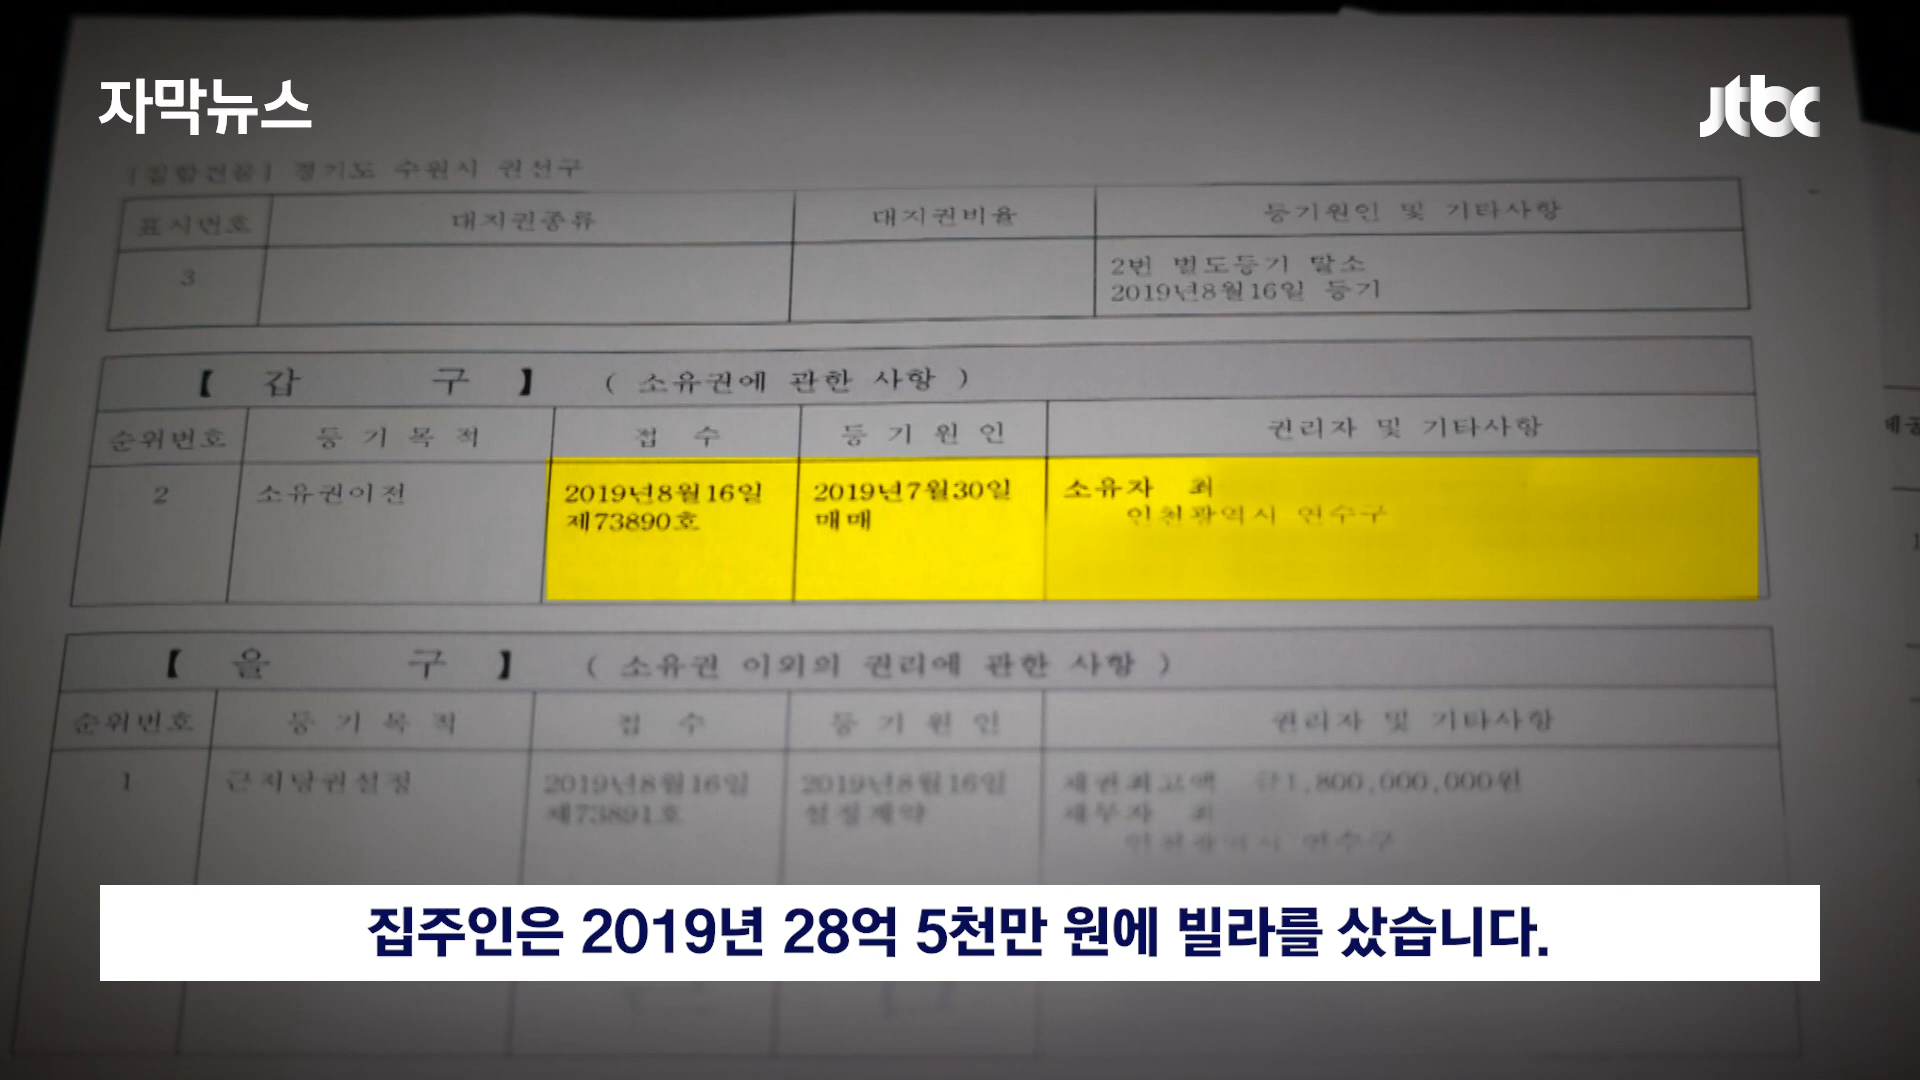 자막뉴스
jtbc
[집합건물] 경기도 수원시 권선구
표시번호 대지권종류 대지권비율 등기원인 및 기타사항
3 2번 별도등기 말소
2019년8월16일 등기
【 갑 구 】 ( 소유권에 관한 사항 )
순위번호 등 기 목 적 접 수 등 기 원 인 권리자 및 기타사항
2 소유권이전 2019년8월16일 2019년7월30일 소유자 최
제73890호 매매 인천광역시 연수구
【 을 구 】 ( 소유권 이외의 권리에 관한 사항 )
순위번호 등 기 목 적 접 수 등 기 원 인 권리자 및 기타사항
1 근저당권설정 2019년8월16일 2019년8월16일 채권최고액 금1,800,000,000원
제73891호 설정계약 채무자 최
인천광역시 연수구
집주인은 2019년 28억 5천만 원에 빌라를 샀습니다.